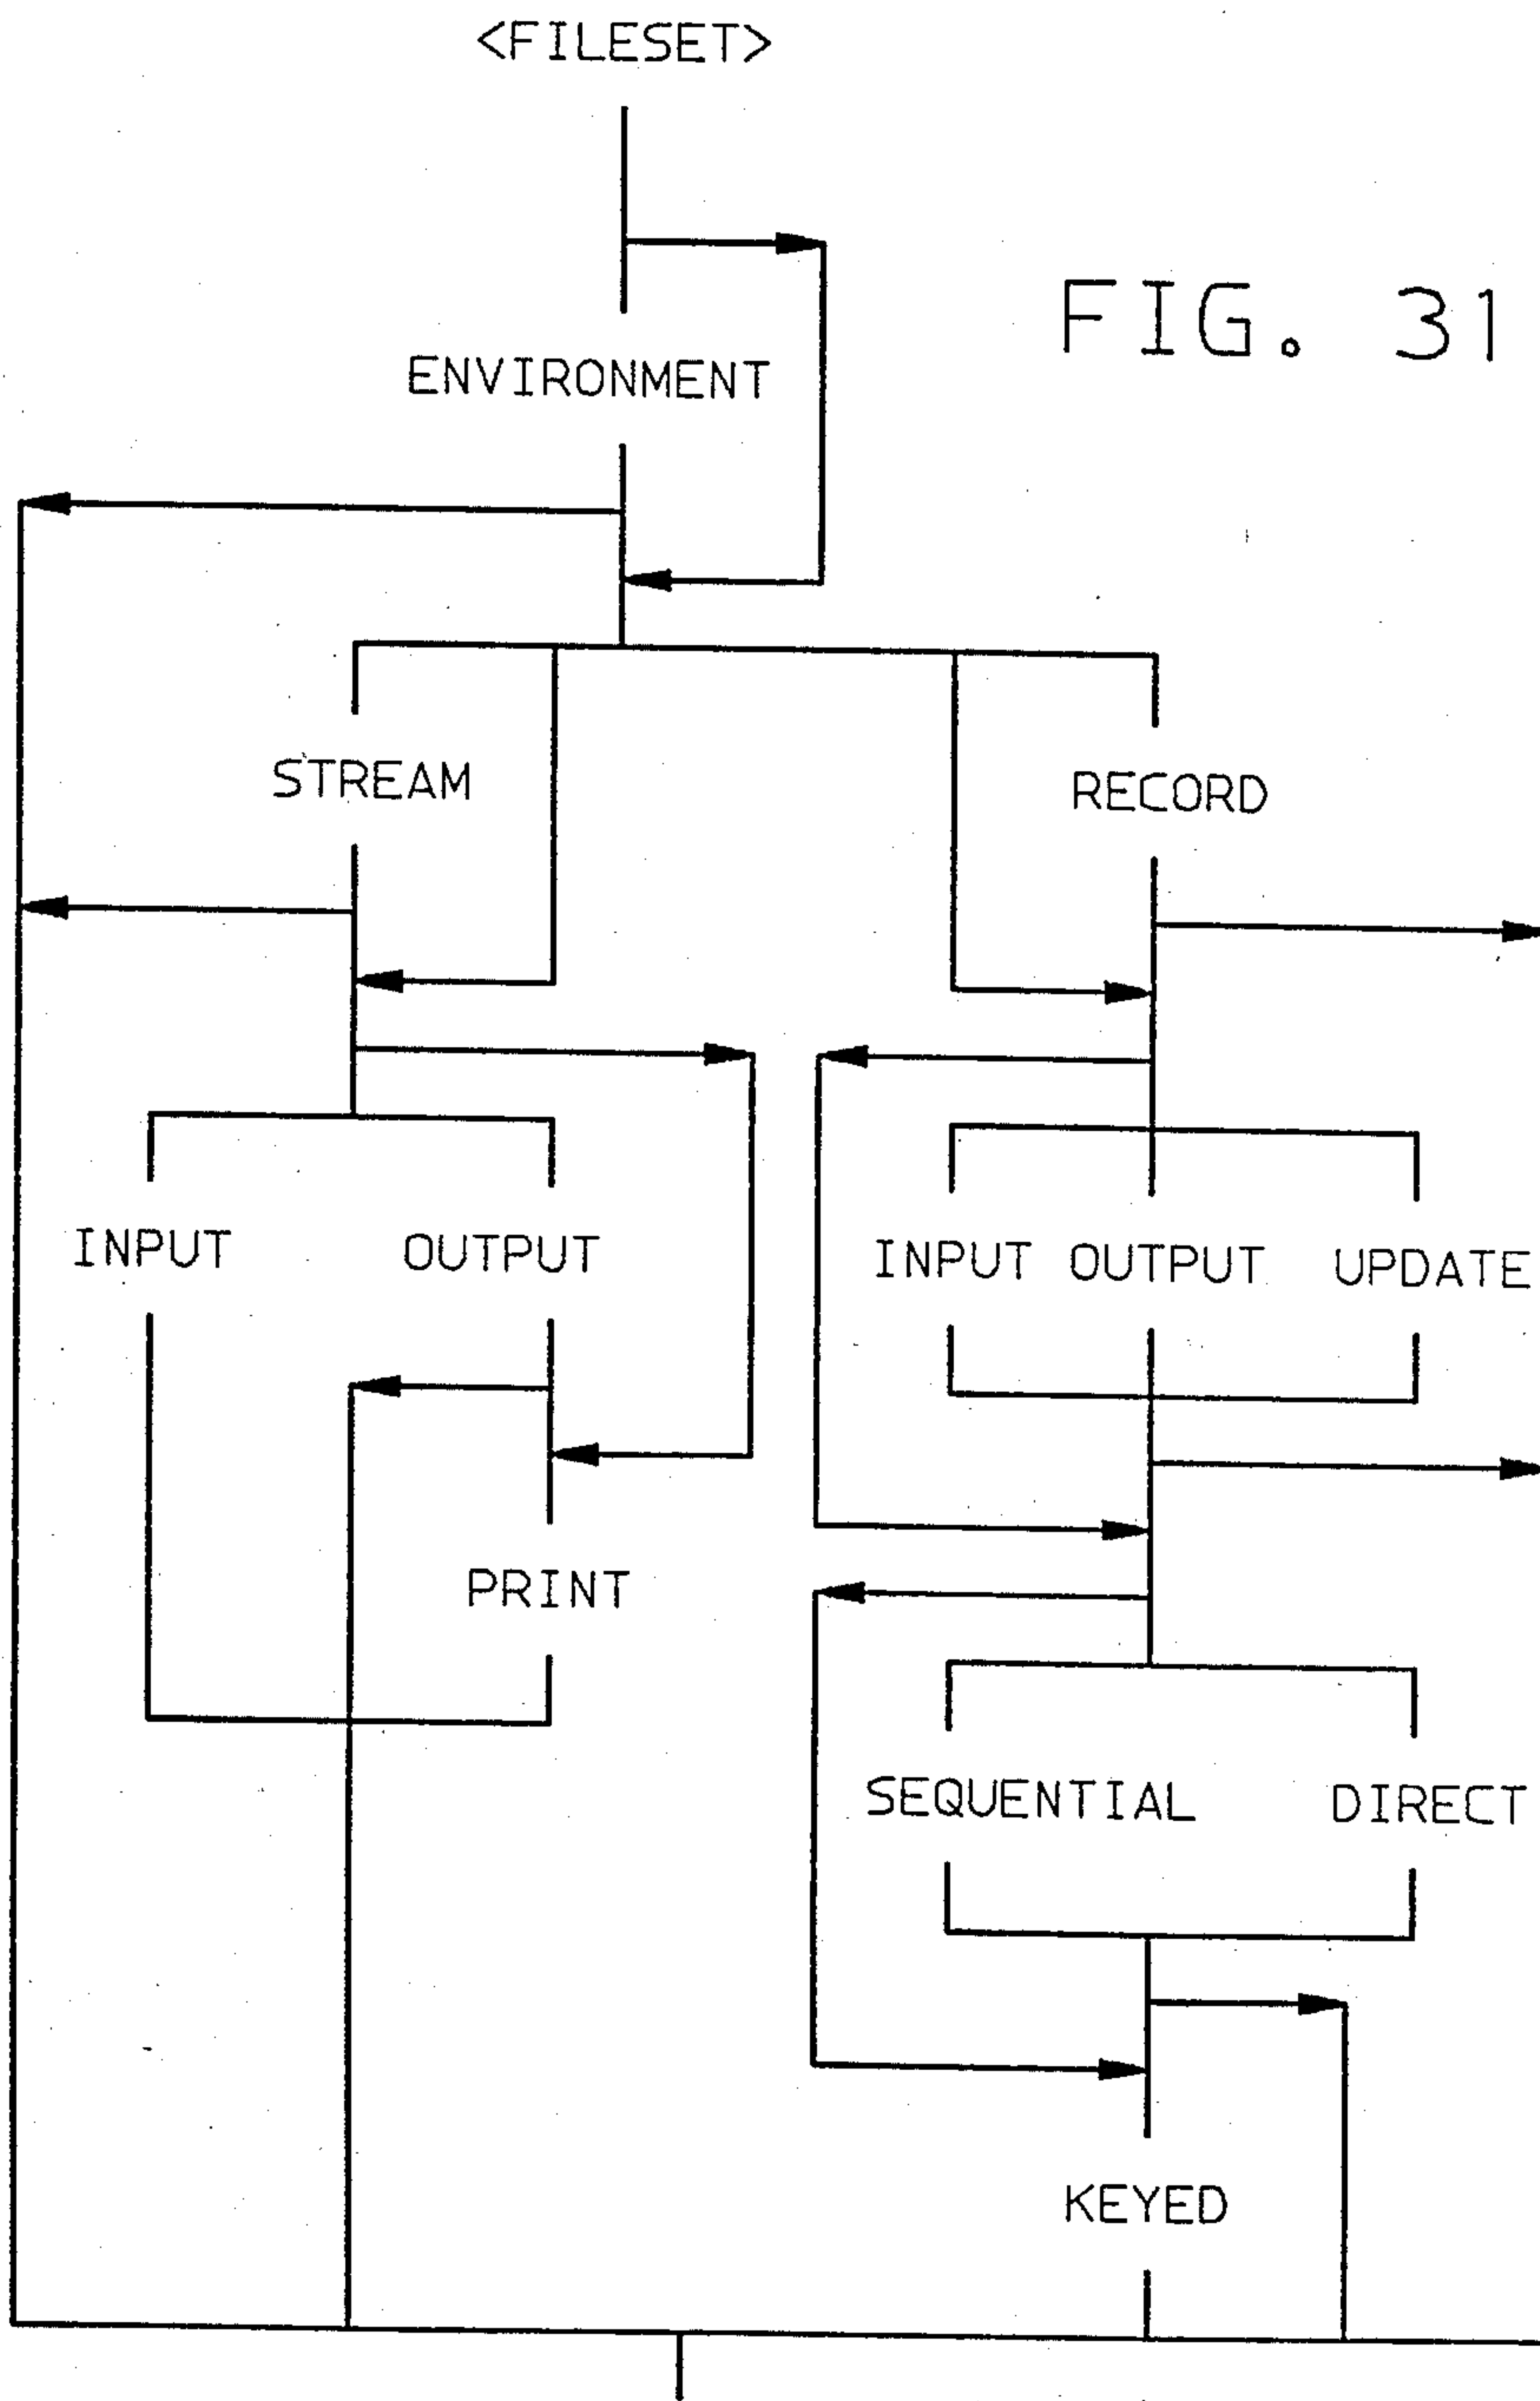 <FILESET>
FIG. 31
ENVIRONMENT
STREAM
RECORD
INPUT OUTPUT
INPUT OUTPUT UPDATE
PRINT
SEQUENTIAL DIRECT
KEYED